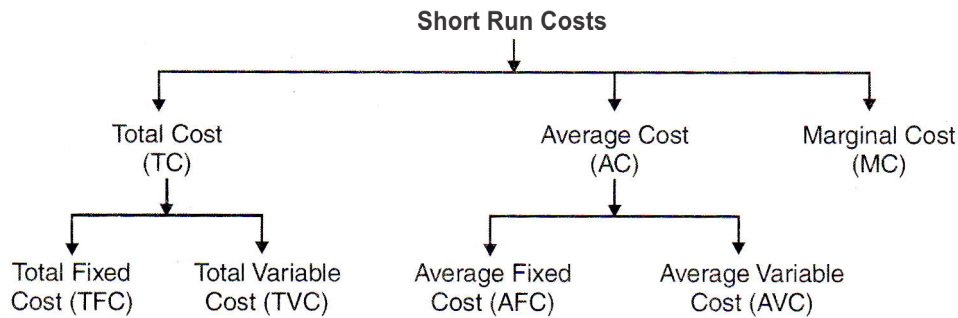 Short Run Costs
Total Cost
(TC)
Average Cost
(AC)
Marginal Cost
(MC)
Total Fixed
Cost (TFC)
Total Variable
Cost (TVC)
Average Fixed
Cost (AFC)
Average Variable
Cost (AVC)